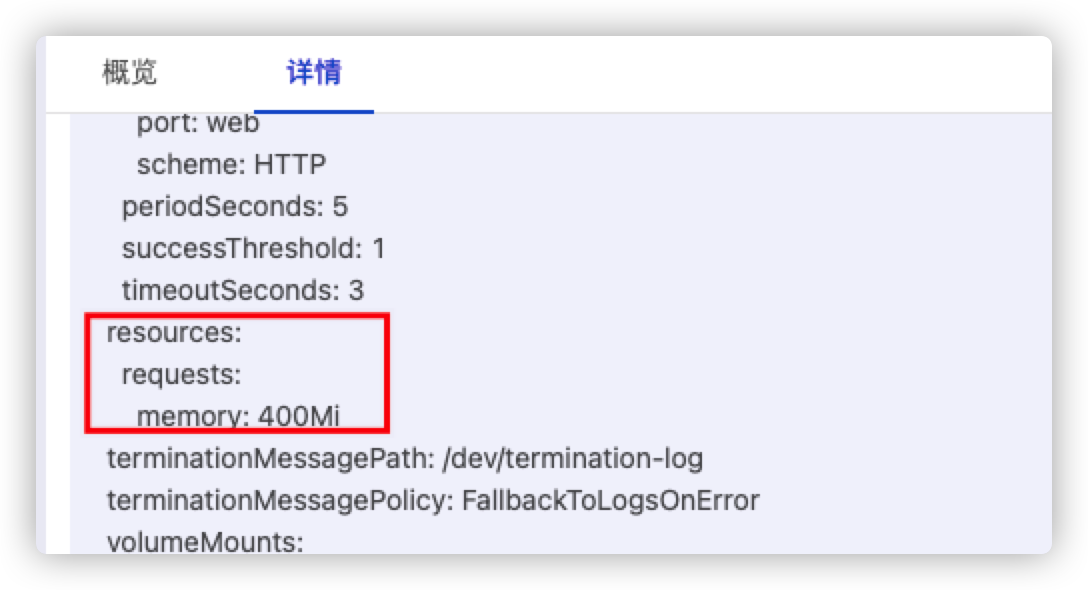 概览 详情
port: web
scheme: HTTP
periodSeconds: 5
successThreshold: 1
timeoutSeconds: 3
resources:
requests:
memory: 400Mi
terminationMessagePath: /dev/termination-log
terminationMessagePolicy: FallbackToLogsOnError
volumeMounts: